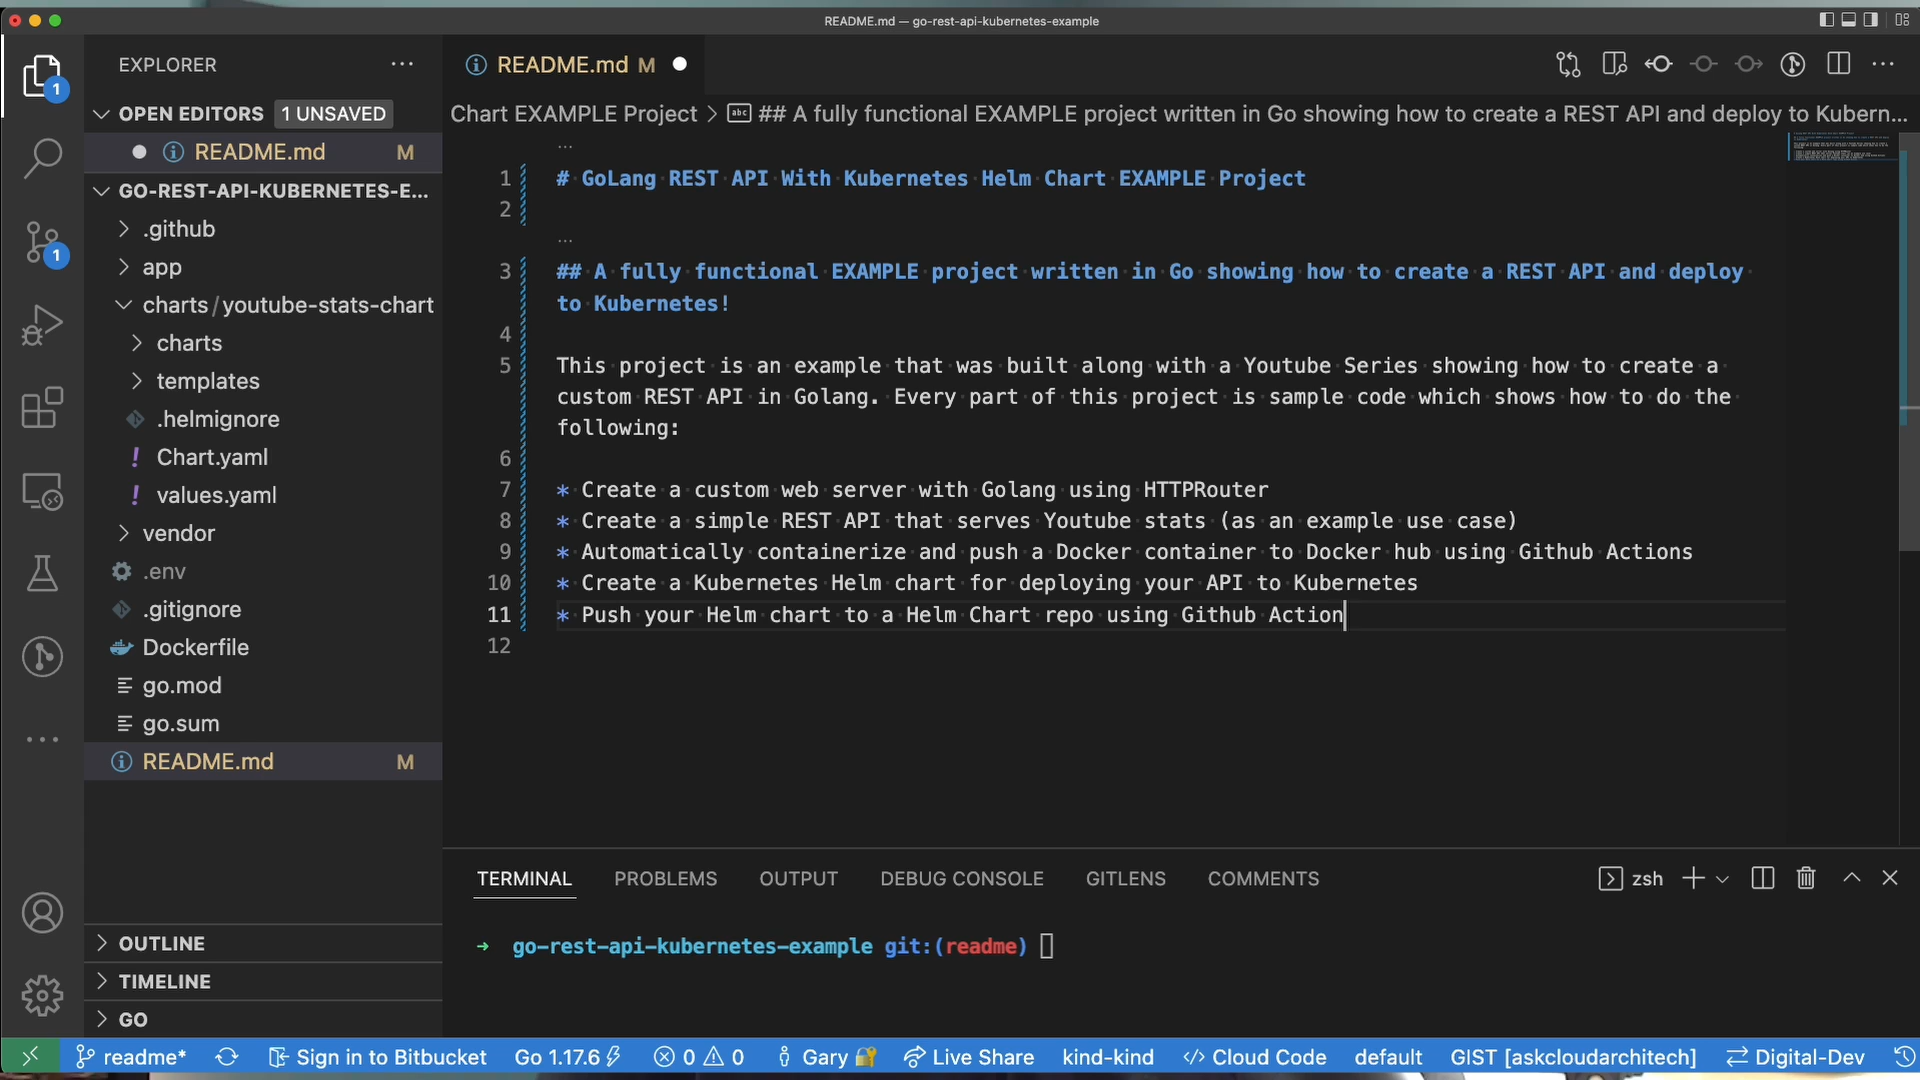 README.md — go-rest-api-kubernetes-example
EXPLORER
1
OPEN EDITORS 1 UNSAVED
README.md M
GO-REST-API-KUBERNETES-E...
.github
1
app
charts/youtube-stats-chart
charts
templates
.helmignore
Chart.yaml
values.yaml
vendor
.env
.gitignore
Dockerfile
go.mod
go.sum
README.md M
OUTLINE
TIMELINE
GO
README.md M
Chart EXAMPLE Project > ## A fully functional EXAMPLE project written in Go showing how to create a REST API and deploy to Kubern...
1 # GoLang REST API With Kubernetes Helm Chart EXAMPLE Project
2
3 ## A fully functional EXAMPLE project written in Go showing how to create a REST API and deploy
to Kubernetes!
4
5 This project is an example that was built along with a Youtube Series showing how to create a
custom REST API in Golang. Every part of this project is sample code which shows how to do the
following:
6
7 * Create a custom web server with Golang using HTTPRouter
8 * Create a simple REST API that serves Youtube stats (as an example use case)
9 * Automatically containerize and push a Docker container to Docker hub using Github Actions
10 * Create a Kubernetes Helm chart for deploying your API to Kubernetes
11 * Push your Helm chart to a Helm Chart repo using Github Action
12
TERMINAL PROBLEMS OUTPUT DEBUG CONSOLE GITLENS COMMENTS zsh
→ go-rest-api-kubernetes-example git:(readme)
readme* Sign in to Bitbucket Go 1.17.6 0 0 Gary Live Share kind-kind Cloud Code default GIST [askcloudarchitech] Digital-Dev